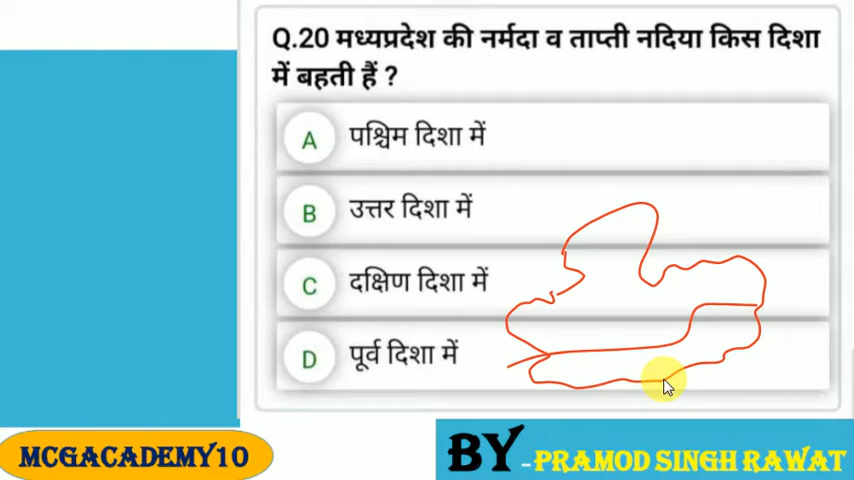 Q.20 मध्यप्रदेश की नर्मदा व ताप्ती नदिया किस दिशा
में बहती हैं ?
A पश्चिम दिशा में
B उत्तर दिशा में
C दक्षिण दिशा में
D पूर्व दिशा में
MCGACADEMY10
BY - PRAMOD SINGH RAWAT